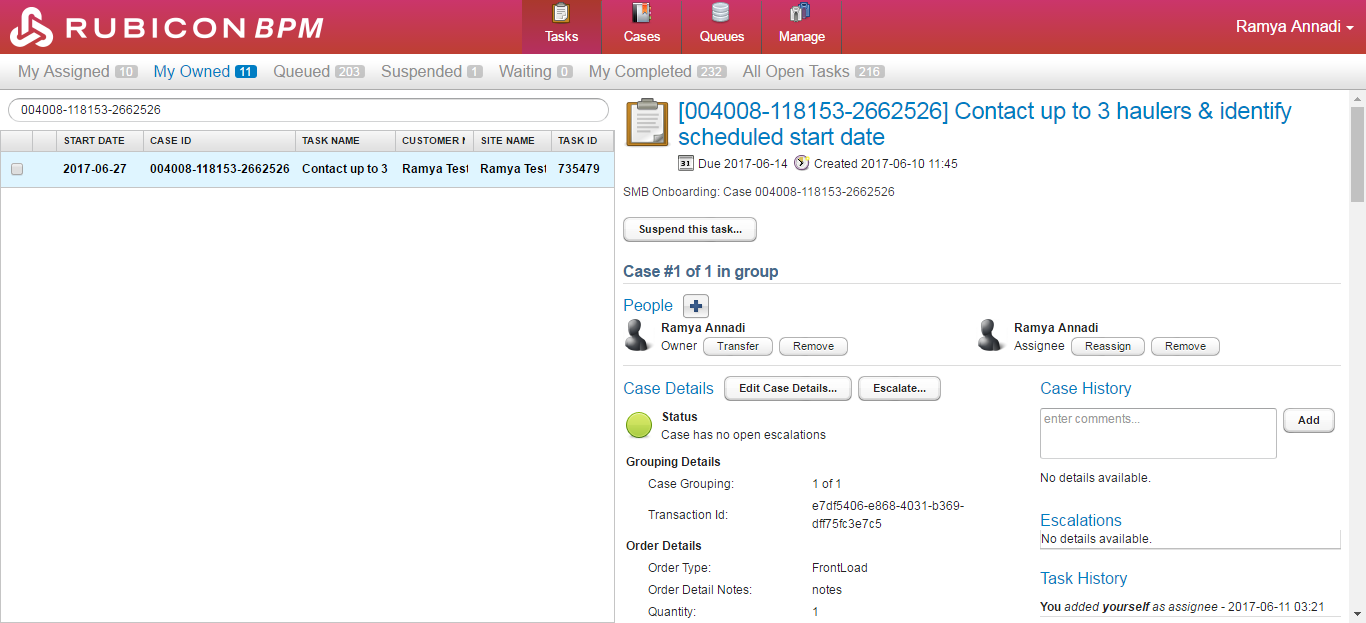 RUBICON BPM
Tasks
Cases
Queues
Manage
Ramya Annadi
My Assigned 10
My Owned 11
Queued 203
Suspended 1
Waiting 0
My Completed 232
All Open Tasks 216
004008-118153-2662526
START DATE
CASE ID
TASK NAME
CUSTOMER
SITE NAME
TASK ID
2017-06-27
004008-118153-2662526
Contact up to 3
Ramya Test
Ramya Test
735479
[004008-118153-2662526] Contact up to 3 haulers & identify
scheduled start date
31 Due 2017-06-14 Created 2017-06-10 11:45
SMB Onboarding: Case 004008-118153-2662526
Suspend this task...
Case #1 of 1 in group
People
Ramya Annadi
Owner Transfer Remove
Ramya Annadi
Assignee Reassign Remove
Case Details Edit Case Details... Escalate...
Status
Case has no open escalations
Grouping Details
Case Grouping: 1 of 1
Transaction Id: e7df5406-e868-4031-b369-
dff75fc3e7c5
Order Details
Order Type: FrontLoad
Order Detail Notes: notes
Quantity: 1
Case History
enter comments...
Add
No details available.
Escalations
No details available.
Task History
You added yourself as assignee - 2017-06-11 03:21